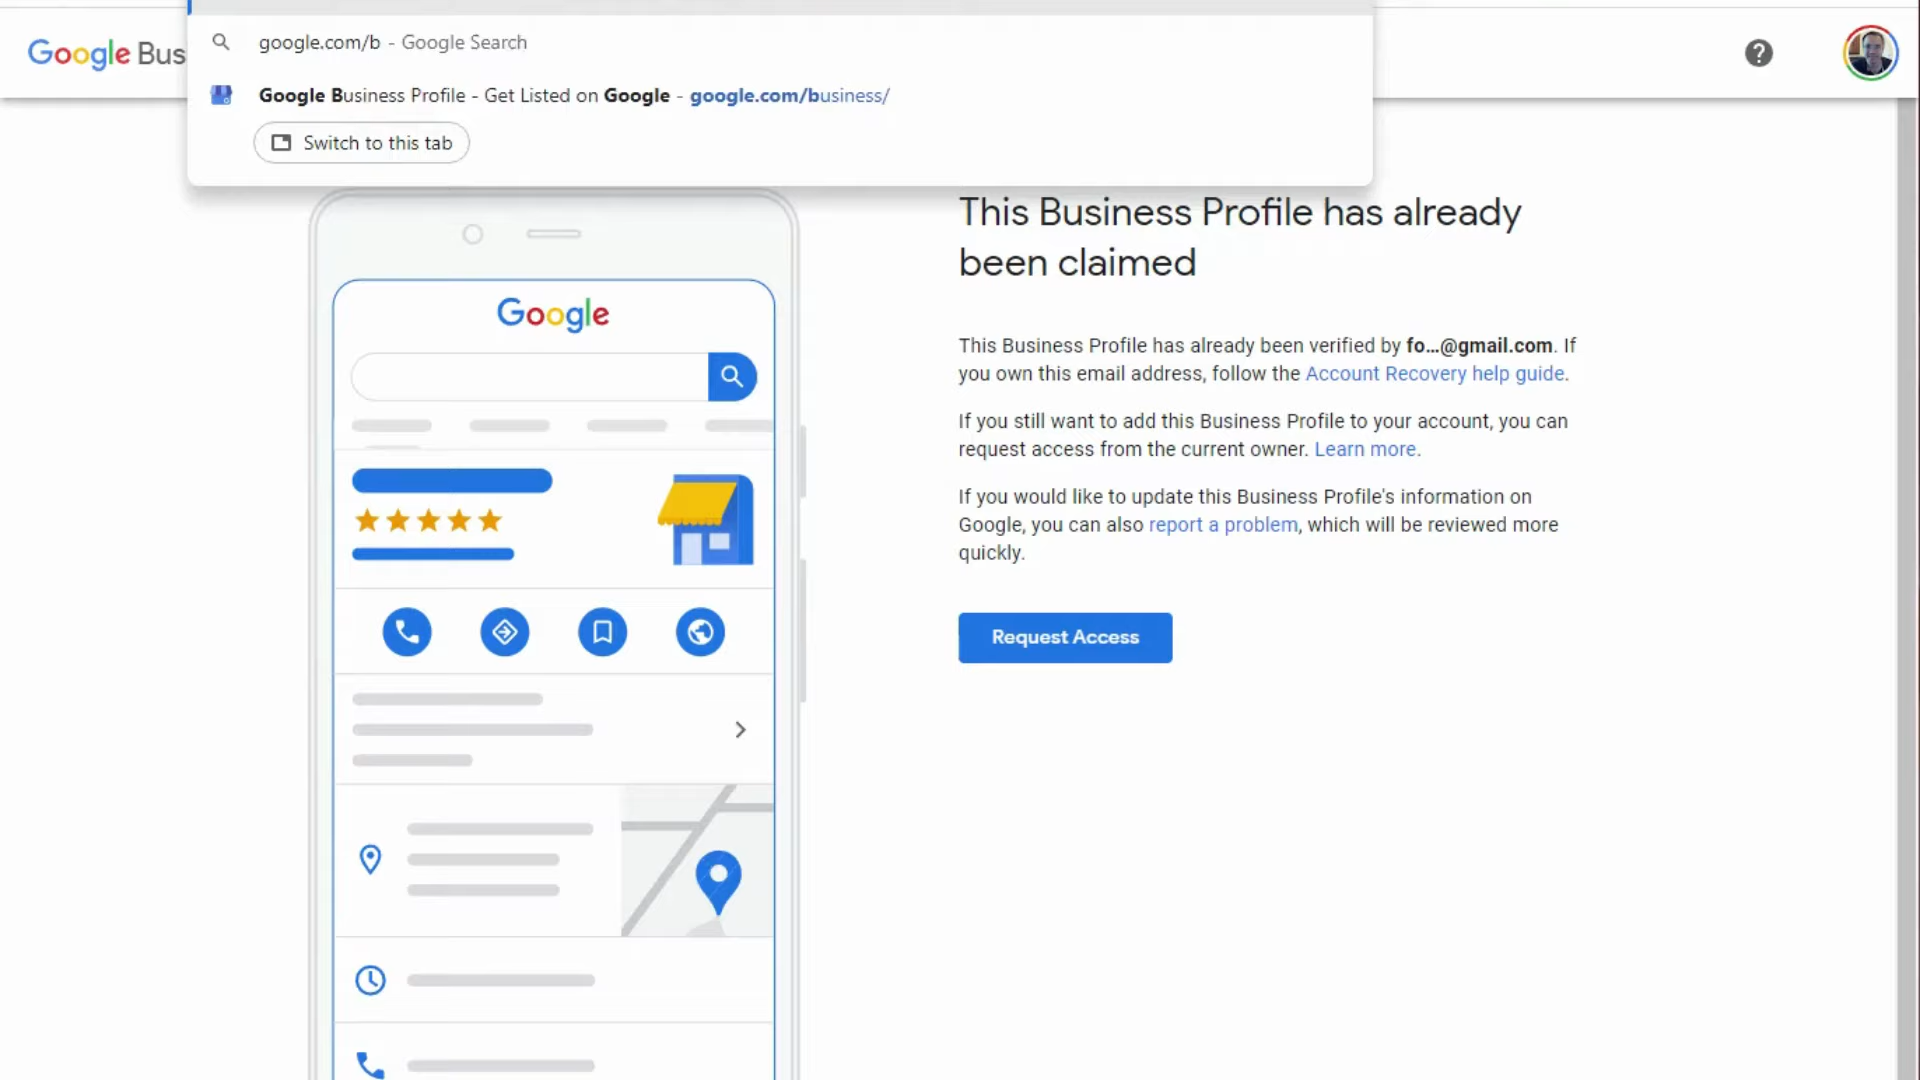 google.com/b - Google Search
Google Bus
Google Business Profile - Get Listed on Google - google.com/business/
Switch to this tab
This Business Profile has already
been claimed
Google
This Business Profile has already been verified by fo...@gmail.com. If
you own this email address, follow the Account Recovery help guide.
If you still want to add this Business Profile to your account, you can
request access from the current owner. Learn more.
If you would like to update this Business Profile's information on
Google, you can also report a problem, which will be reviewed more
quickly.
Request Access